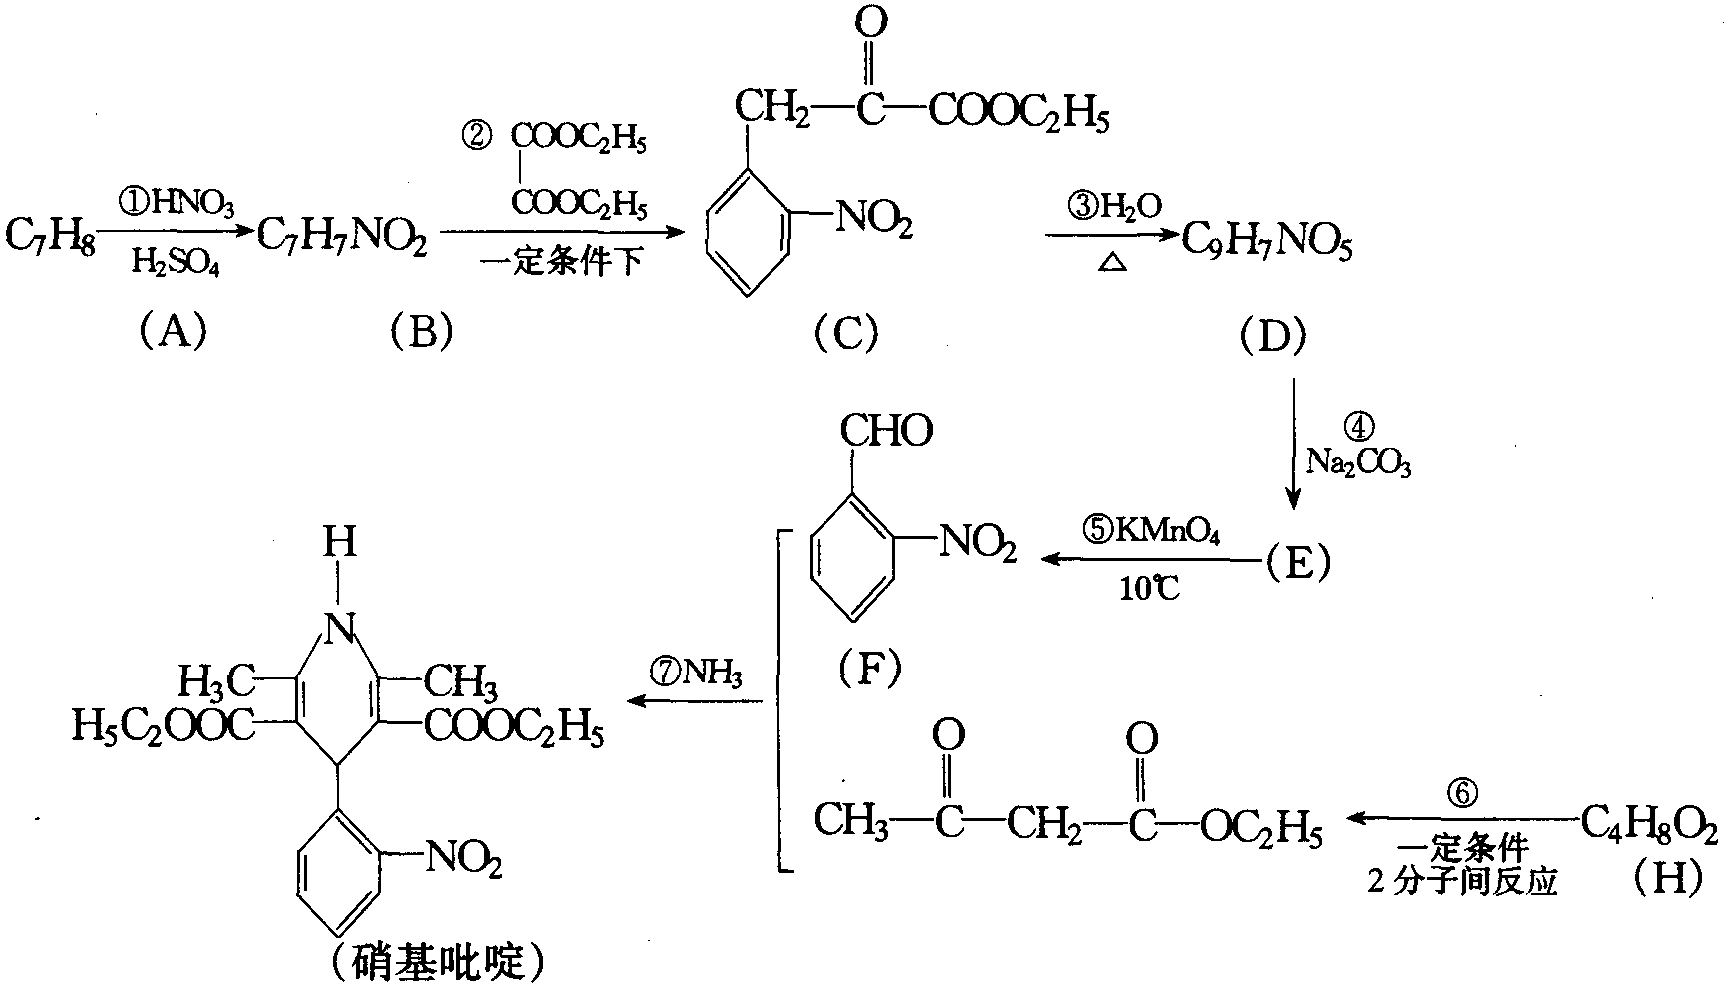 O
CH₂—C—COOC₂H₅
② COOC₂H₅
COOC₂H₅
一定条件下
①HNO₃
H₂SO₄
C₇H₈
C₇H₇NO₂
NO₂
③H₂O
△
C₉H₇NO₅
(A)
(B)
(C)
(D)
④
Na₂CO₃
CHO
NO₂
(F)
⑤KMnO₄
10℃
(E)
H
N
H₃C
CH₃
H₅C₂OOC
COOC₂H₅
NO₂
(硝基吡啶)
⑦NH₃
O O
CH₃—C—CH₂—C—OC₂H₅
⑥
一定条件
2分子间反应
C₄H₈O₂
(H)